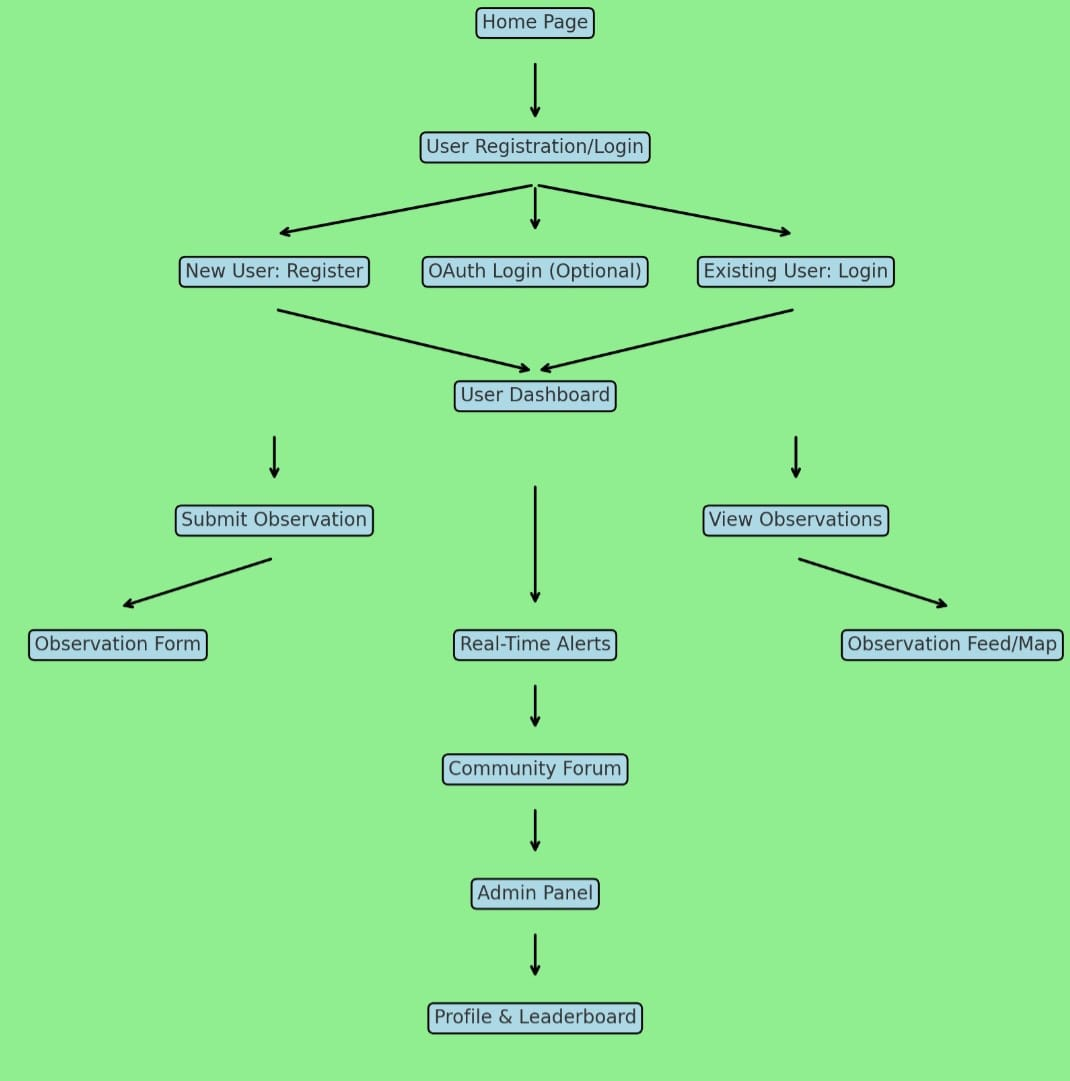 Home Page
User Registration/Login
New User: Register
OAuth Login (Optional)
Existing User: Login
User Dashboard
Submit Observation
View Observations
Observation Form
Real-Time Alerts
Observation Feed/Map
Community Forum
Admin Panel
Profile & Leaderboard